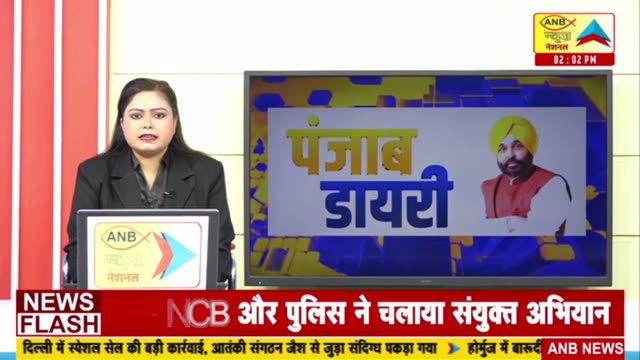 ANB
न्यूज़
नेशनल
02:02 PM
पंजाब
डायरी
ANB
न्यूज़
नेशनल
NEWS
FLASH
NCB और पुलिस ने चलाया संयुक्त अभियान
दिल्ली में स्पेशल सेल की बड़ी कार्रवाई, आतंकी संगठन जैश से जुड़ा संदिग्ध पकड़ा गया
होर्मुज में बारूदी
ANB NEWS